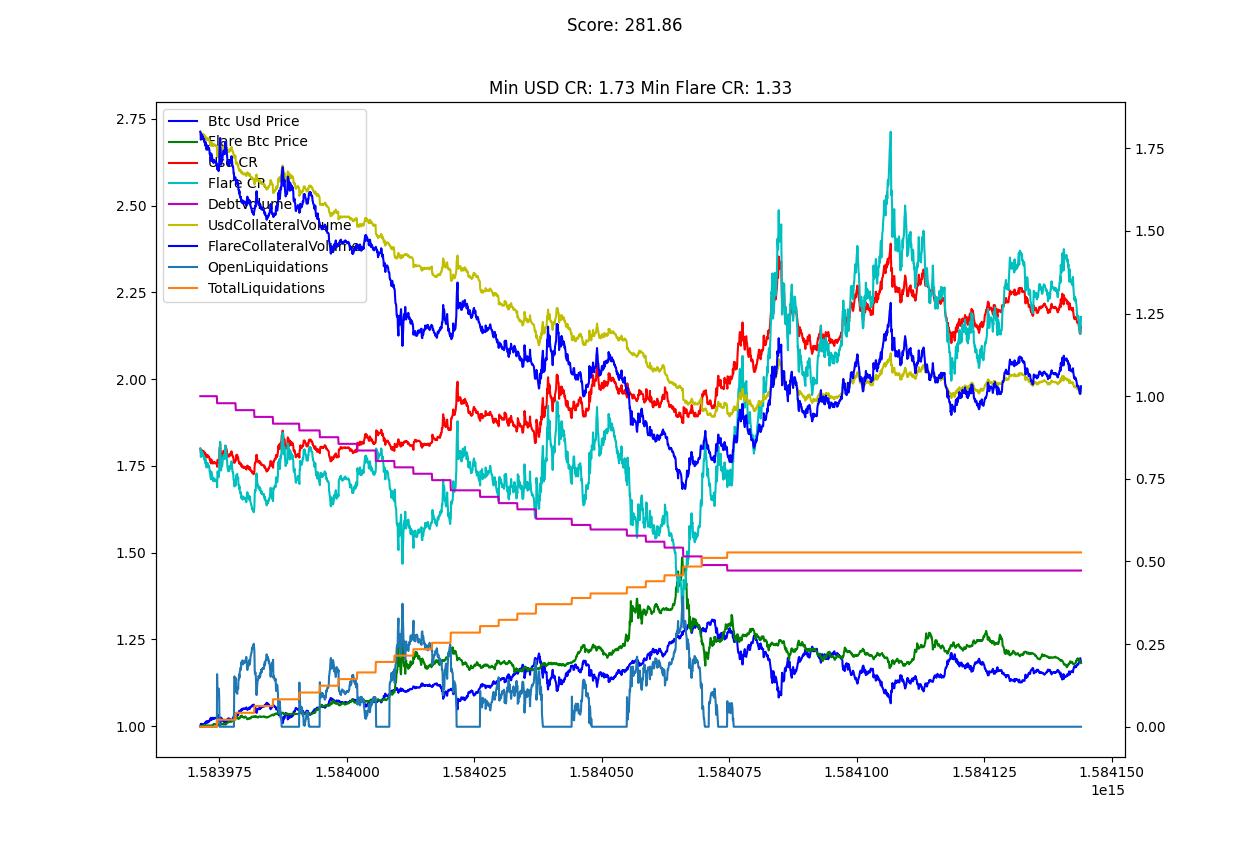 Score: 281.86
Min USD CR: 1.73 Min Flare CR: 1.33
Btc Usd Price
Flare Btc Price
Usd CR
Flare CR
DebtVolume
UsdCollateralVolume
FlareCollateralVolume
OpenLiquidations
TotalLiquidations
2.75
2.50
2.25
2.00
1.75
1.50
1.25
1.00
1.75
1.50
1.25
1.00
0.75
0.50
0.25
0.00
1.583975 1.584000 1.584025 1.584050 1.584075 1.584100 1.584125 1.584150
1e15